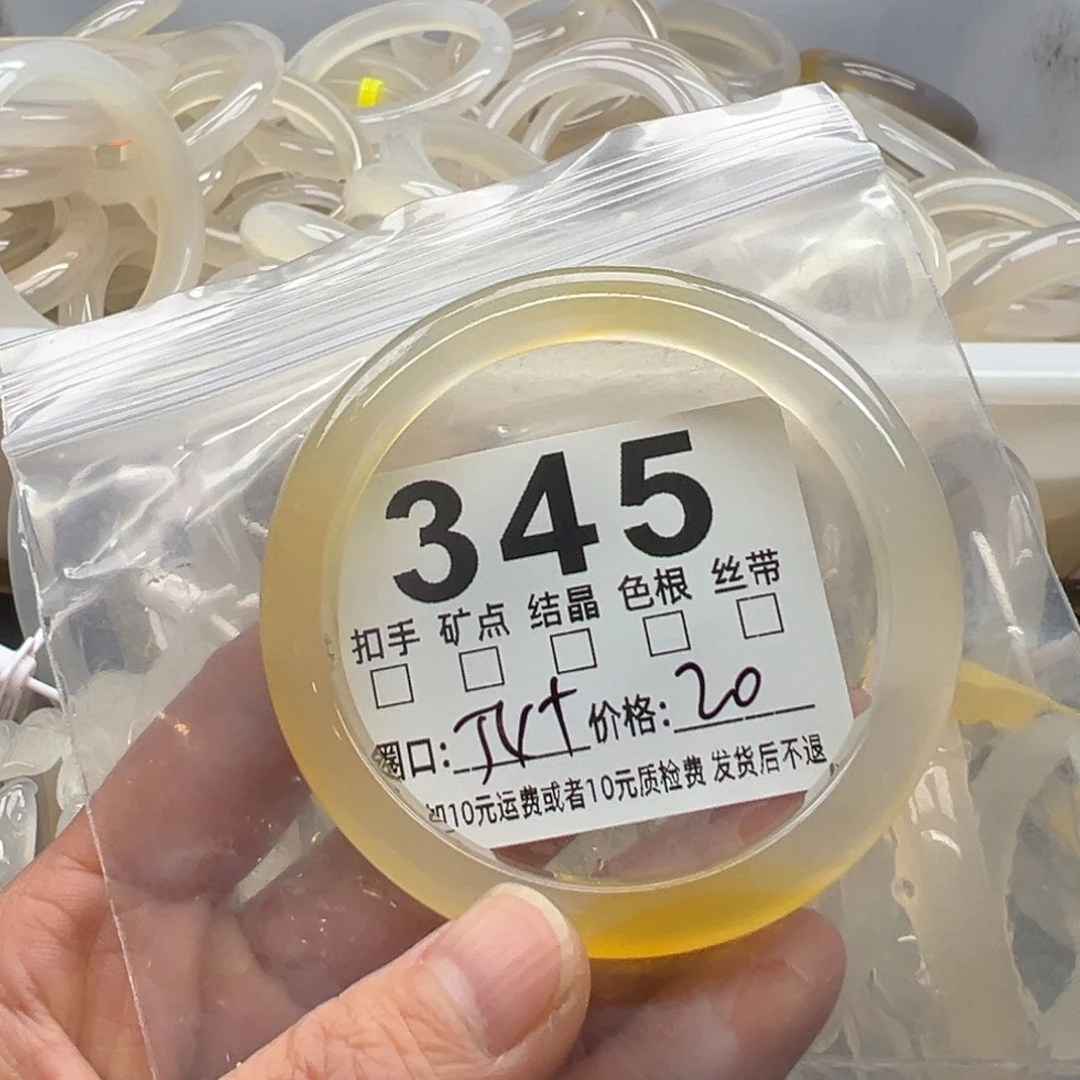 345
扣手 矿点 结晶 色根 丝带
圈口: 价格: 20
10元运费或者10元质检费 发货后不退